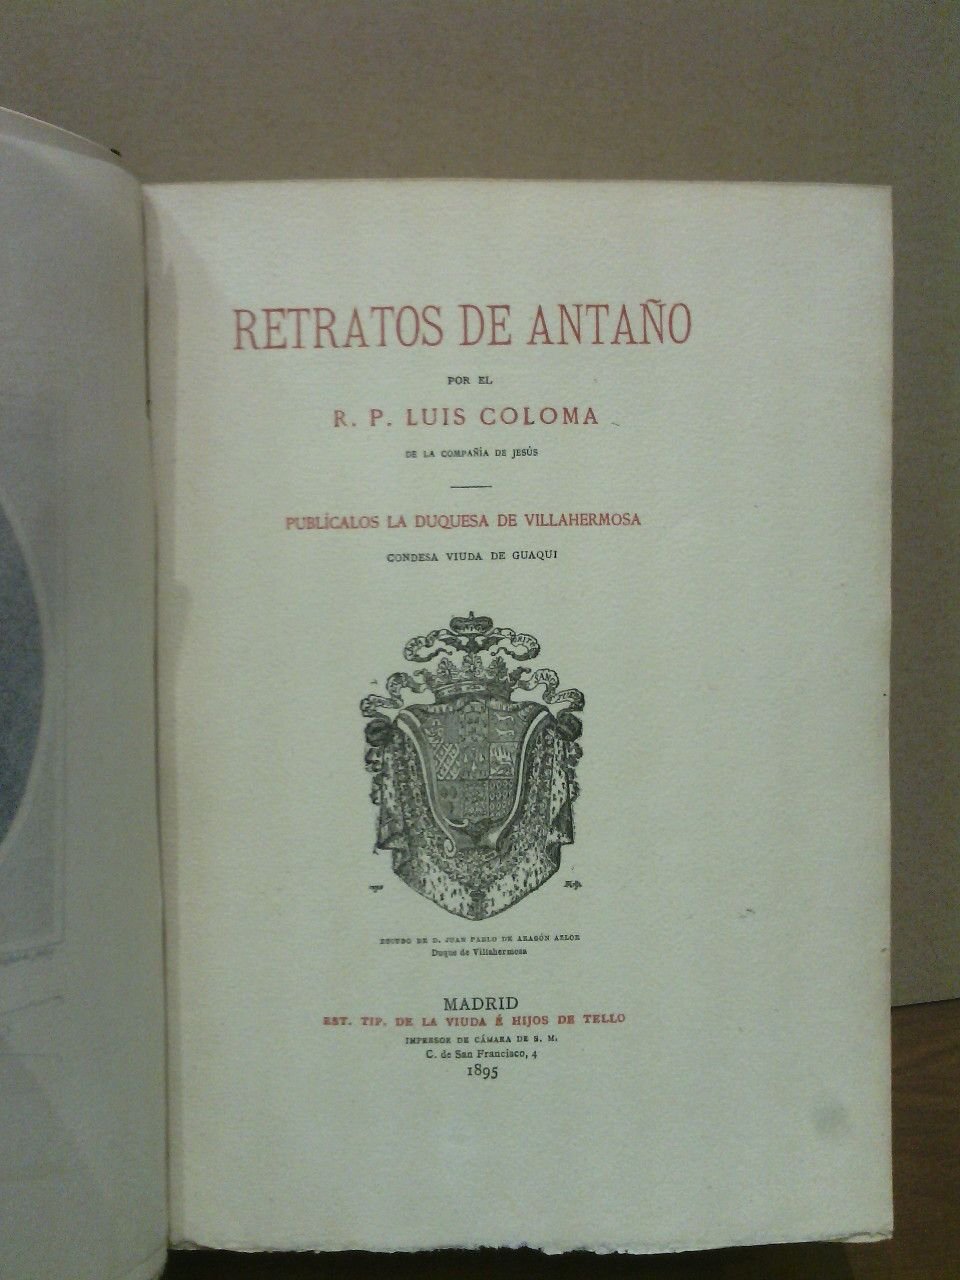 RETRATOS DE ANTAÑO
POR EL
R. P. LUIS COLOMA
DE LA COMPAÑÍA DE JESÚS
PUBLÍCALOS LA DUQUESA DE VILLAHERMOSA
CONDESA VIUDA DE GUAQUI
ESCUDO DE D. JUAN PABLO DE ARAGÓN AZLOR
Duque de Villahermosa
MADRID
EST. TIP. DE LA VIUDA É HIJOS DE TELLO
IMPRESOR DE CÁMARA DE S. M.
C. de San Francisco, 4
1895